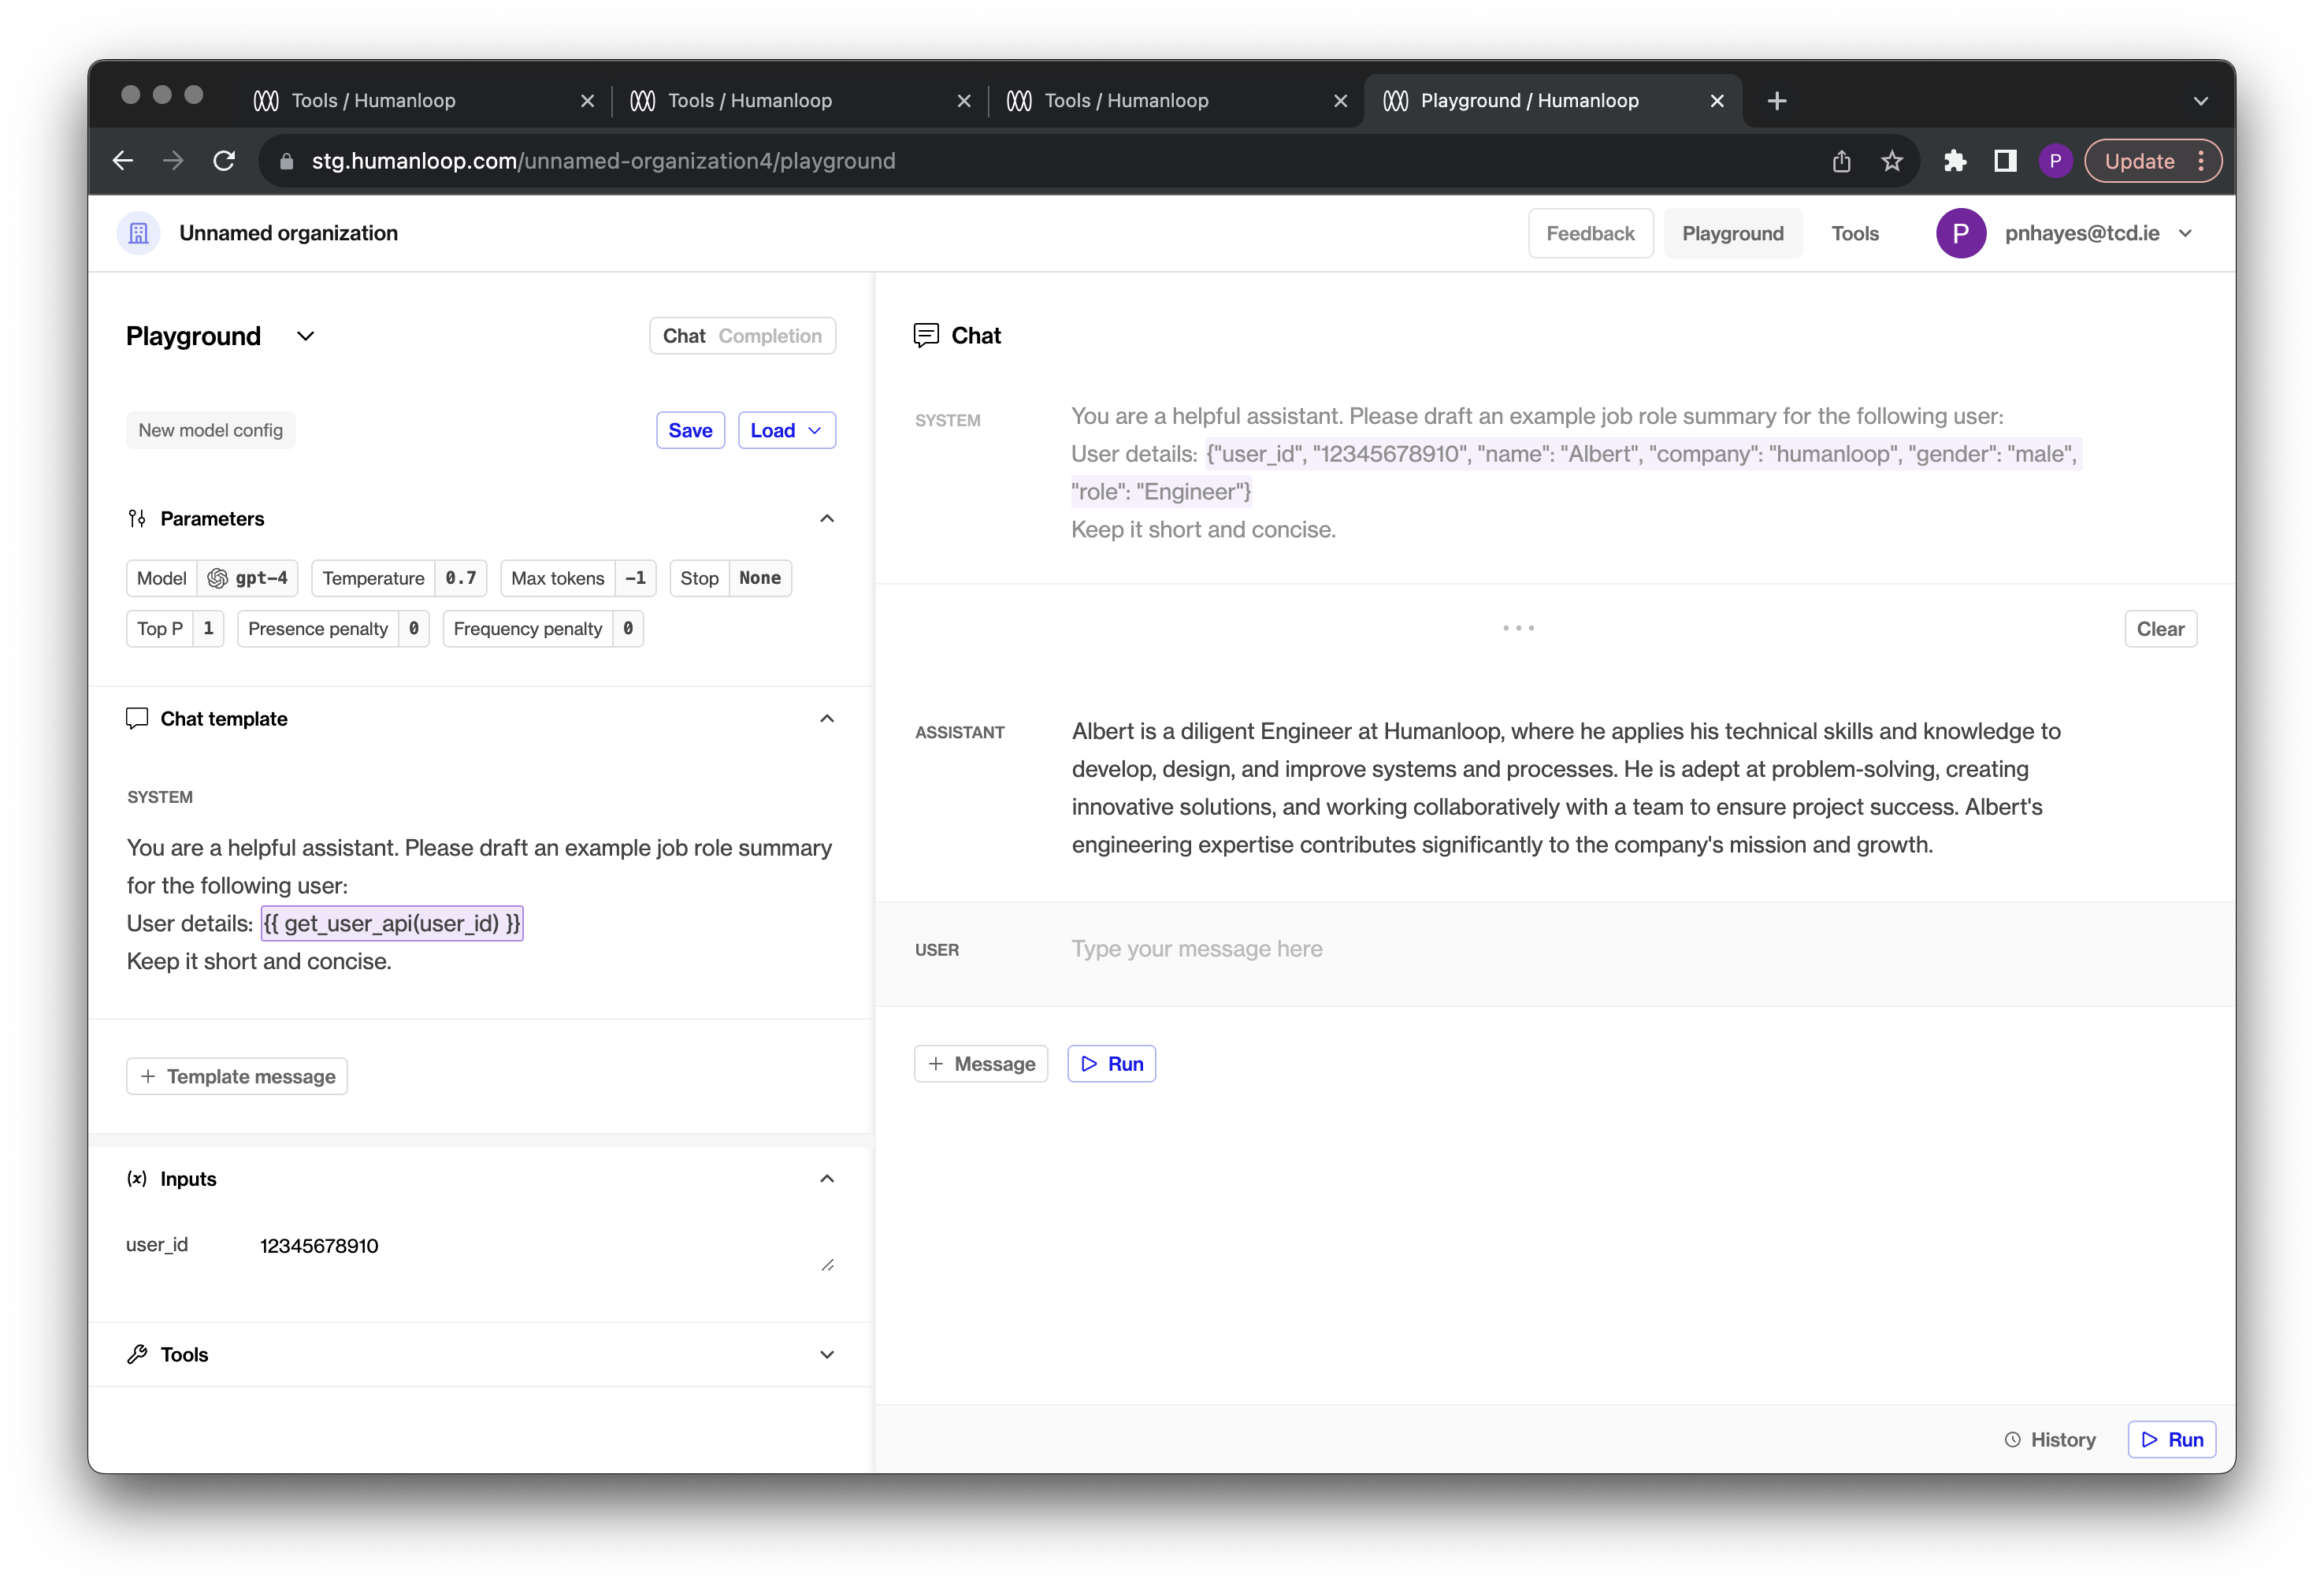 Tools / Humanloop
Tools / Humanloop
Tools / Humanloop
Playground / Humanloop
stg.humanloop.com/unnamed-organization4/playground
P
Update
Unnamed organization
Feedback
Playground
Tools
P
pnhayes@tcd.ie
Playground
Chat
Completion
New model config
Save
Load
Parameters
Model gpt-4
Temperature 0.7
Max tokens -1
Stop None
Top P 1
Presence penalty 0
Frequency penalty 0
Chat template
SYSTEM
You are a helpful assistant. Please draft an example job role summary
for the following user:
User details: {{ get_user_api(user_id) }}
Keep it short and concise.
+ Template message
(x) Inputs
user_id 12345678910
Tools
Chat
SYSTEM
You are a helpful assistant. Please draft an example job role summary for the following user:
User details: {"user_id", "12345678910", "name": "Albert", "company": "humanloop", "gender": "male",
"role": "Engineer"}
Keep it short and concise.
Clear
ASSISTANT
Albert is a diligent Engineer at Humanloop, where he applies his technical skills and knowledge to
develop, design, and improve systems and processes. He is adept at problem-solving, creating
innovative solutions, and working collaboratively with a team to ensure project success. Albert's
engineering expertise contributes significantly to the company's mission and growth.
USER
Type your message here
+ Message
Run
History
Run